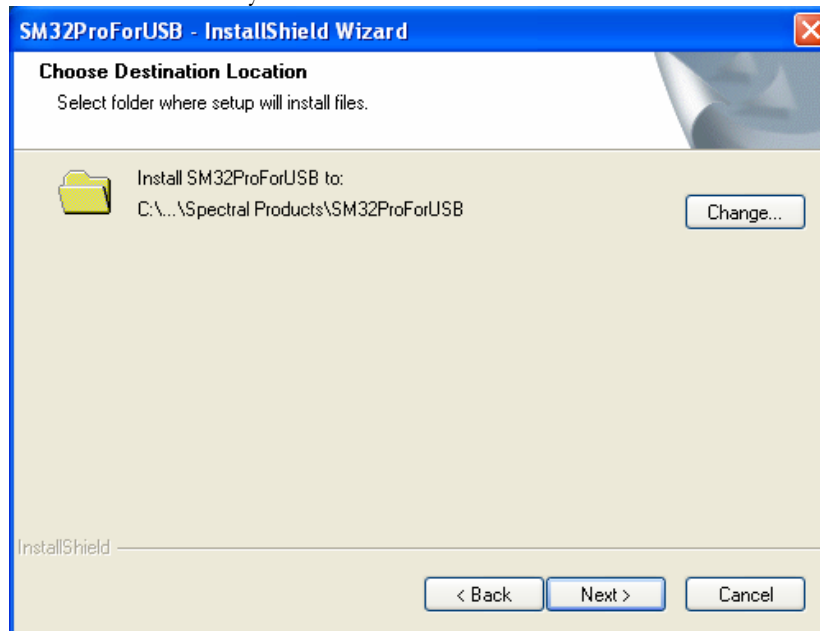 SM32ProForUSB - InstallShield Wizard
Choose Destination Location
Select folder where setup will install files.
Install SM32ProForUSB to:
C:\...\Spectral Products\SM32ProForUSB
Change...
InstallShield
< Back Next > Cancel